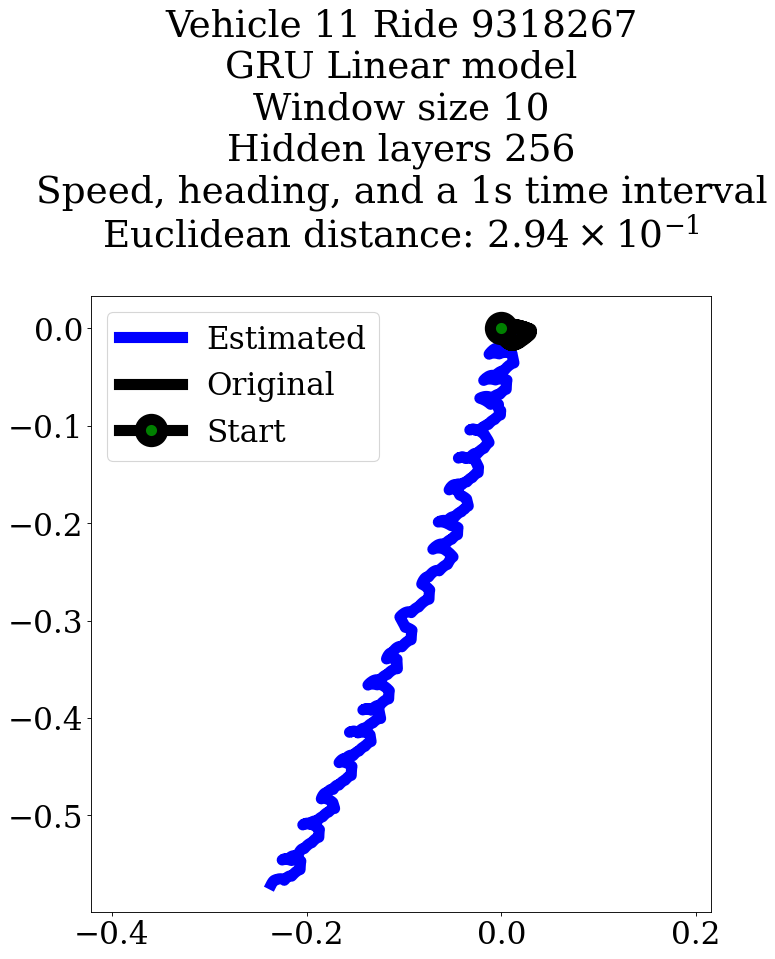 Vehicle 11 Ride 9318267
GRU Linear model
Window size 10
Hidden layers 256
Speed, heading, and a 1s time interval
Euclidean distance: 2.94 × 10⁻¹
Estimated
Original
Start
0.0
−0.1
−0.2
−0.3
−0.4
−0.5
−0.4 −0.2 0.0 0.2